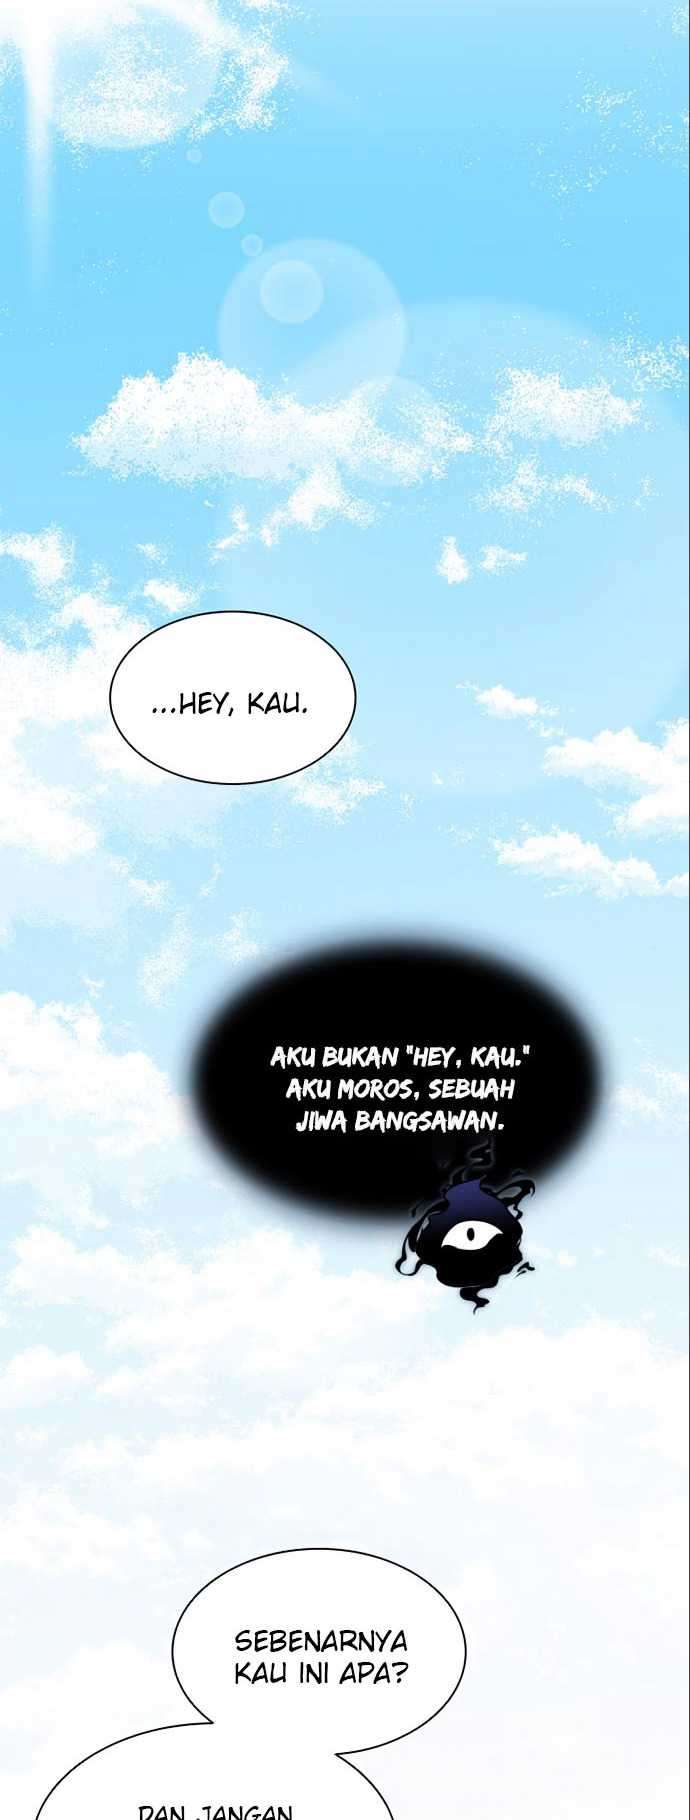 ...HEY, KAU.
AKU BUKAN "HEY, KAU."
AKU MOROS, SEBUAH
JIWA BANGSAWAN.
SEBENARNYA
KAU INI APA?
DAN JANGAN